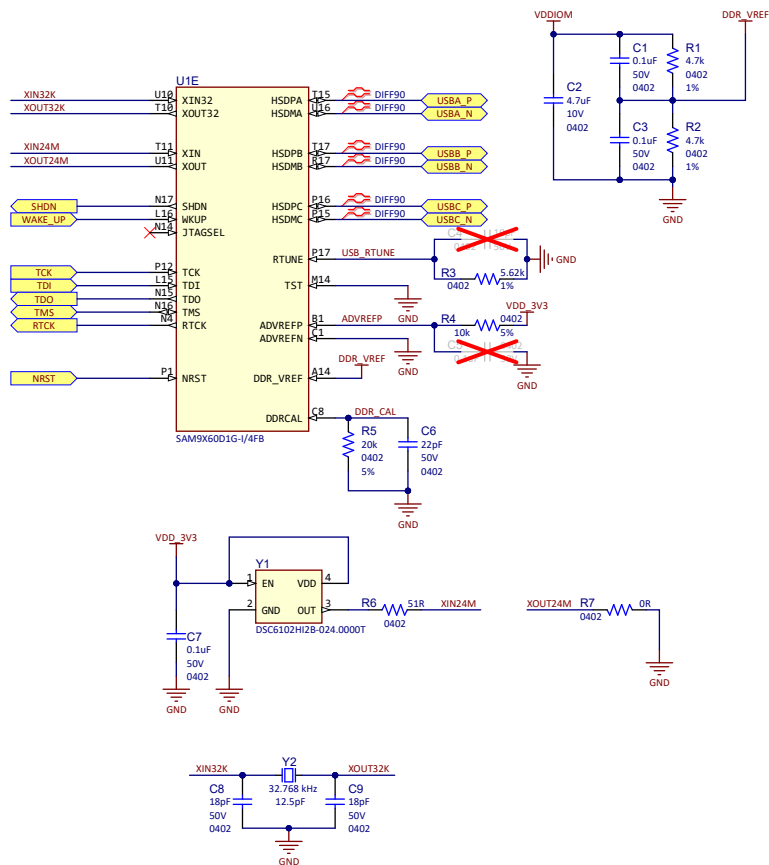 VDDIOM
DDR_VREF
C1
0.1uF
50V
0402
R1
4.7k
0402
1%
C2
4.7uF
10V
0402
C3
0.1uF
50V
0402
R2
4.7k
0402
1%
GND
U1E
XIN32K U10 XIN32
XOUT32K T10 XOUT32
XIN24M T11 XIN
XOUT24M U11 XOUT
SHDN N17 SHDN
WAKE_UP L16 WKUP
N14 JTAGSEL
TCK P12 TCK
TDI L15 TDI
TDO N15 TDO
TMS N16 TMS
RTCK N4 RTCK
NRST P1 NRST
HSDPA T15 DIFF90 USBA_P
HSDMA U16 DIFF90 USBA_N
HSDPB T17 DIFF90 USBB_P
HSDMB R17 DIFF90 USBB_N
HSDPC P16 DIFF90 USBC_P
HSDMC P15 DIFF90 USBC_N
RTUNE P17 USB_RTUNE
R3 5.62k
0402 1%
GND
TST M14
GND
ADVREFP B1 ADVREFP
R4 0402
10k 5%
VDD_3V3
ADVREFN C1
GND
GND
DDR_VREF
DDR_VREF A14
DDRCAL C8 DDR_CAL
SAM9X60D1G-I/4FB
R5
20k
0402
5%
C6
22pF
50V
0402
GND
VDD_3V3
Y1
1 EN VDD 4
2 GND OUT 3
DSC6102HI2B-024.0000T
R6 51R XIN24M
0402
XOUT24M R7 0R
0402
GND
C7
0.1uF
50V
0402
GND
GND
XIN32K Y2 XOUT32K
32.768 kHz
12.5pF
C8
18pF
50V
0402
C9
18pF
50V
0402
GND